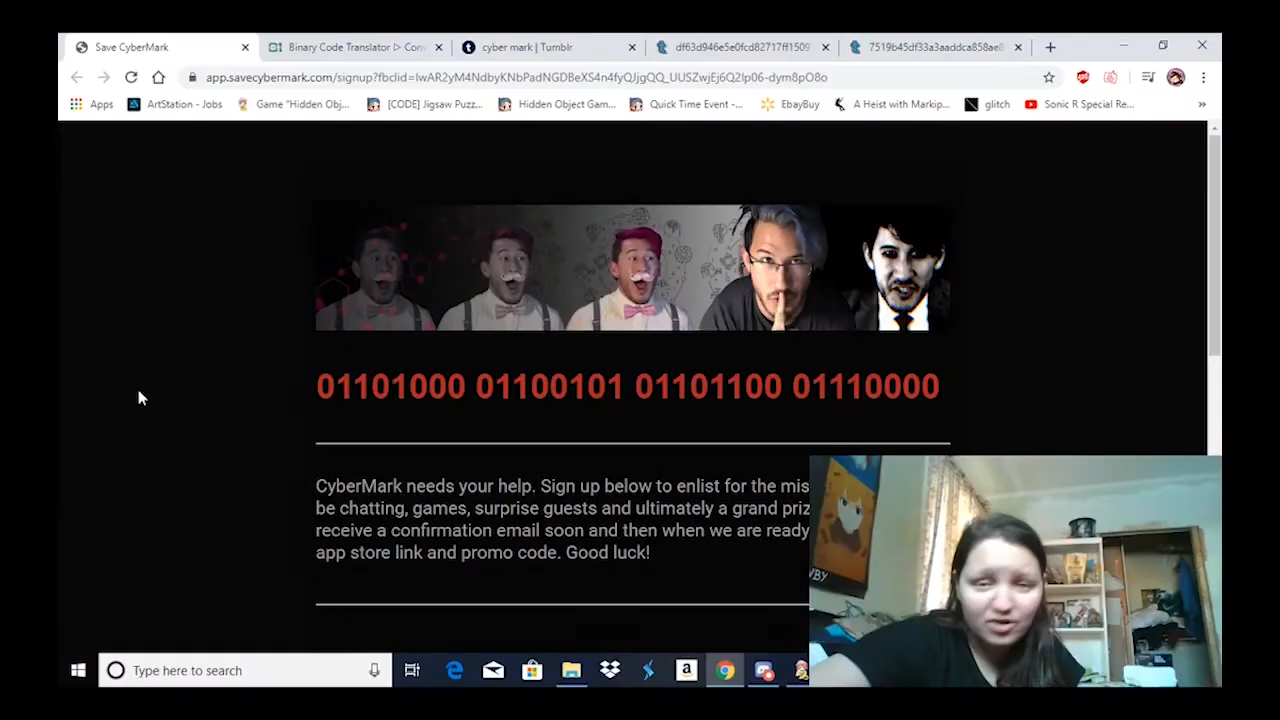 Save CyberMark
Binary Code Translator ▷ Con
cyber mark | Tumblr
df63d946e5e0fcd82717ff1509
7519b45df33a3aaddca858ae8
app.savecybermark.com/signup?fbclid=IwAR2yM4NdbyKNbPadNGDBeXS4n4fyQJjgQQ_UUSZwjEj6Q2Ip06-dym8pO8o
Apps
ArtStation - Jobs
Game "Hidden Obj...
[CODE] Jigsaw Puzz...
Hidden Object Gam...
Quick Time Event -...
EbayBuy
A Heist with Markip...
glitch
Sonic R Special Re...
01101000 01100101 01101100 01110000
CyberMark needs your help. Sign up below to enlist for the mis
be chatting, games, surprise guests and ultimately a grand priz
receive a confirmation email soon and then when we are ready
app store link and promo code. Good luck!
Type here to search